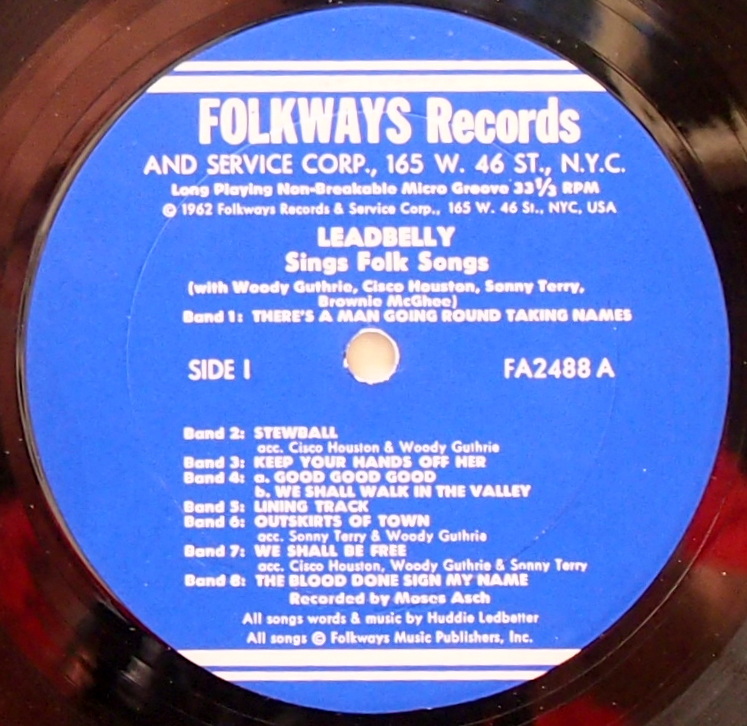 FOLKWAYS Records
AND SERVICE CORP., 165 W. 46 ST., N.Y.C.
Long Playing Non-Breakable Micro Groove 33 1/3 RPM
© 1962 Folkways Records & Service Corp., 165 W. 46 St., NYC, USA
LEADBELLY
Sings Folk Songs
(with Woody Guthrie, Cisco Houston, Sonny Terry,
Brownie McGhee)
Band 1: THERE'S A MAN GOING ROUND TAKING NAMES
SIDE I FA2488 A
Band 2: STEWBALL
acc. Cisco Houston & Woody Guthrie
Band 3: KEEP YOUR HANDS OFF HER
Band 4: a. GOOD GOOD GOOD
b. WE SHALL WALK IN THE VALLEY
Band 5: LINING TRACK
Band 6: OUTSKIRTS OF TOWN
acc. Sonny Terry & Woody Guthrie
Band 7: WE SHALL BE FREE
acc. Cisco Houston, Woody Guthrie & Sonny Terry
Band 8: THE BLOOD DONE SIGN MY NAME
Recorded by Moses Asch
All songs words & music by Huddie Ledbetter
All songs © Folkways Music Publishers, Inc.